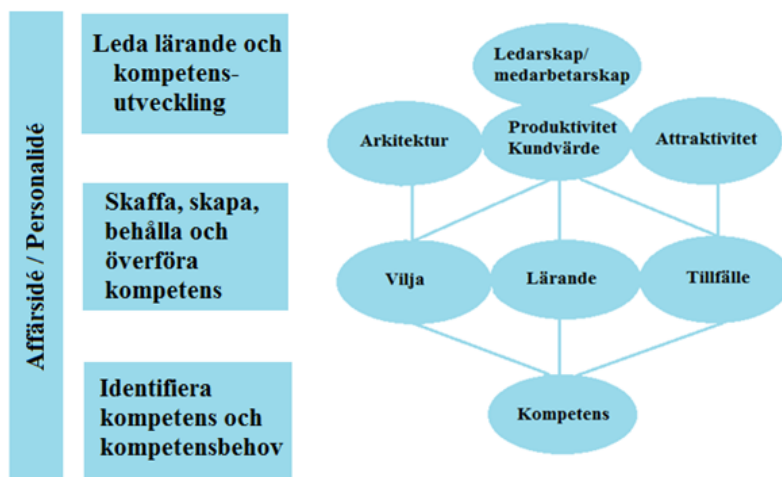 Affärsidé / Personalidé
Leda lärande och
kompetens-
utveckling
Skaffa, skapa,
behålla och
överföra
kompetens
Identifiera
kompetens och
kompetensbehov
Ledarskap/
medarbetarskap
Arkitektur
Produktivitet
Kundvärde
Attraktivitet
Vilja
Lärande
Tillfälle
Kompetens